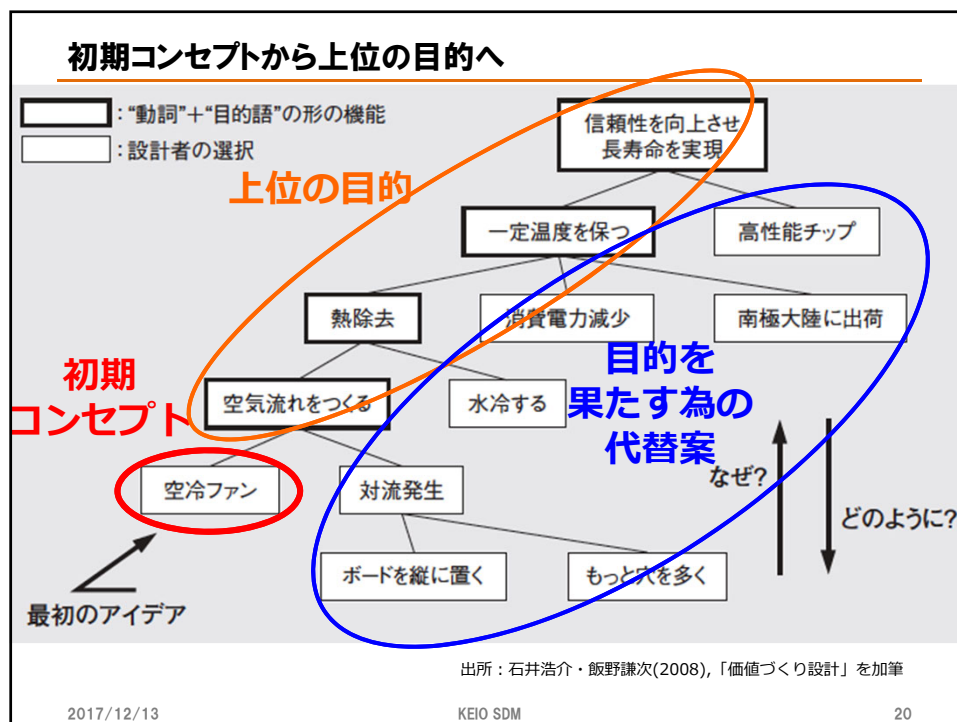 初期コンセプトから上位の目的へ
：“動詞”＋“目的語”の形の機能
：設計者の選択
信頼性を向上させ
長寿命を実現
上位の目的
一定温度を保つ
高性能チップ
熱除去
消費電力減少
南極大陸に出荷
初期
コンセプト
目的を
果たす為の
代替案
空気流れをつくる
水冷する
なぜ?
空冷ファン
対流発生
どのように?
ボードを縦に置く
もっと穴を多く
最初のアイデア
出所：石井浩介・飯野謙次(2008),「価値づくり設計」を加筆
2017/12/13
KEIO SDM
20